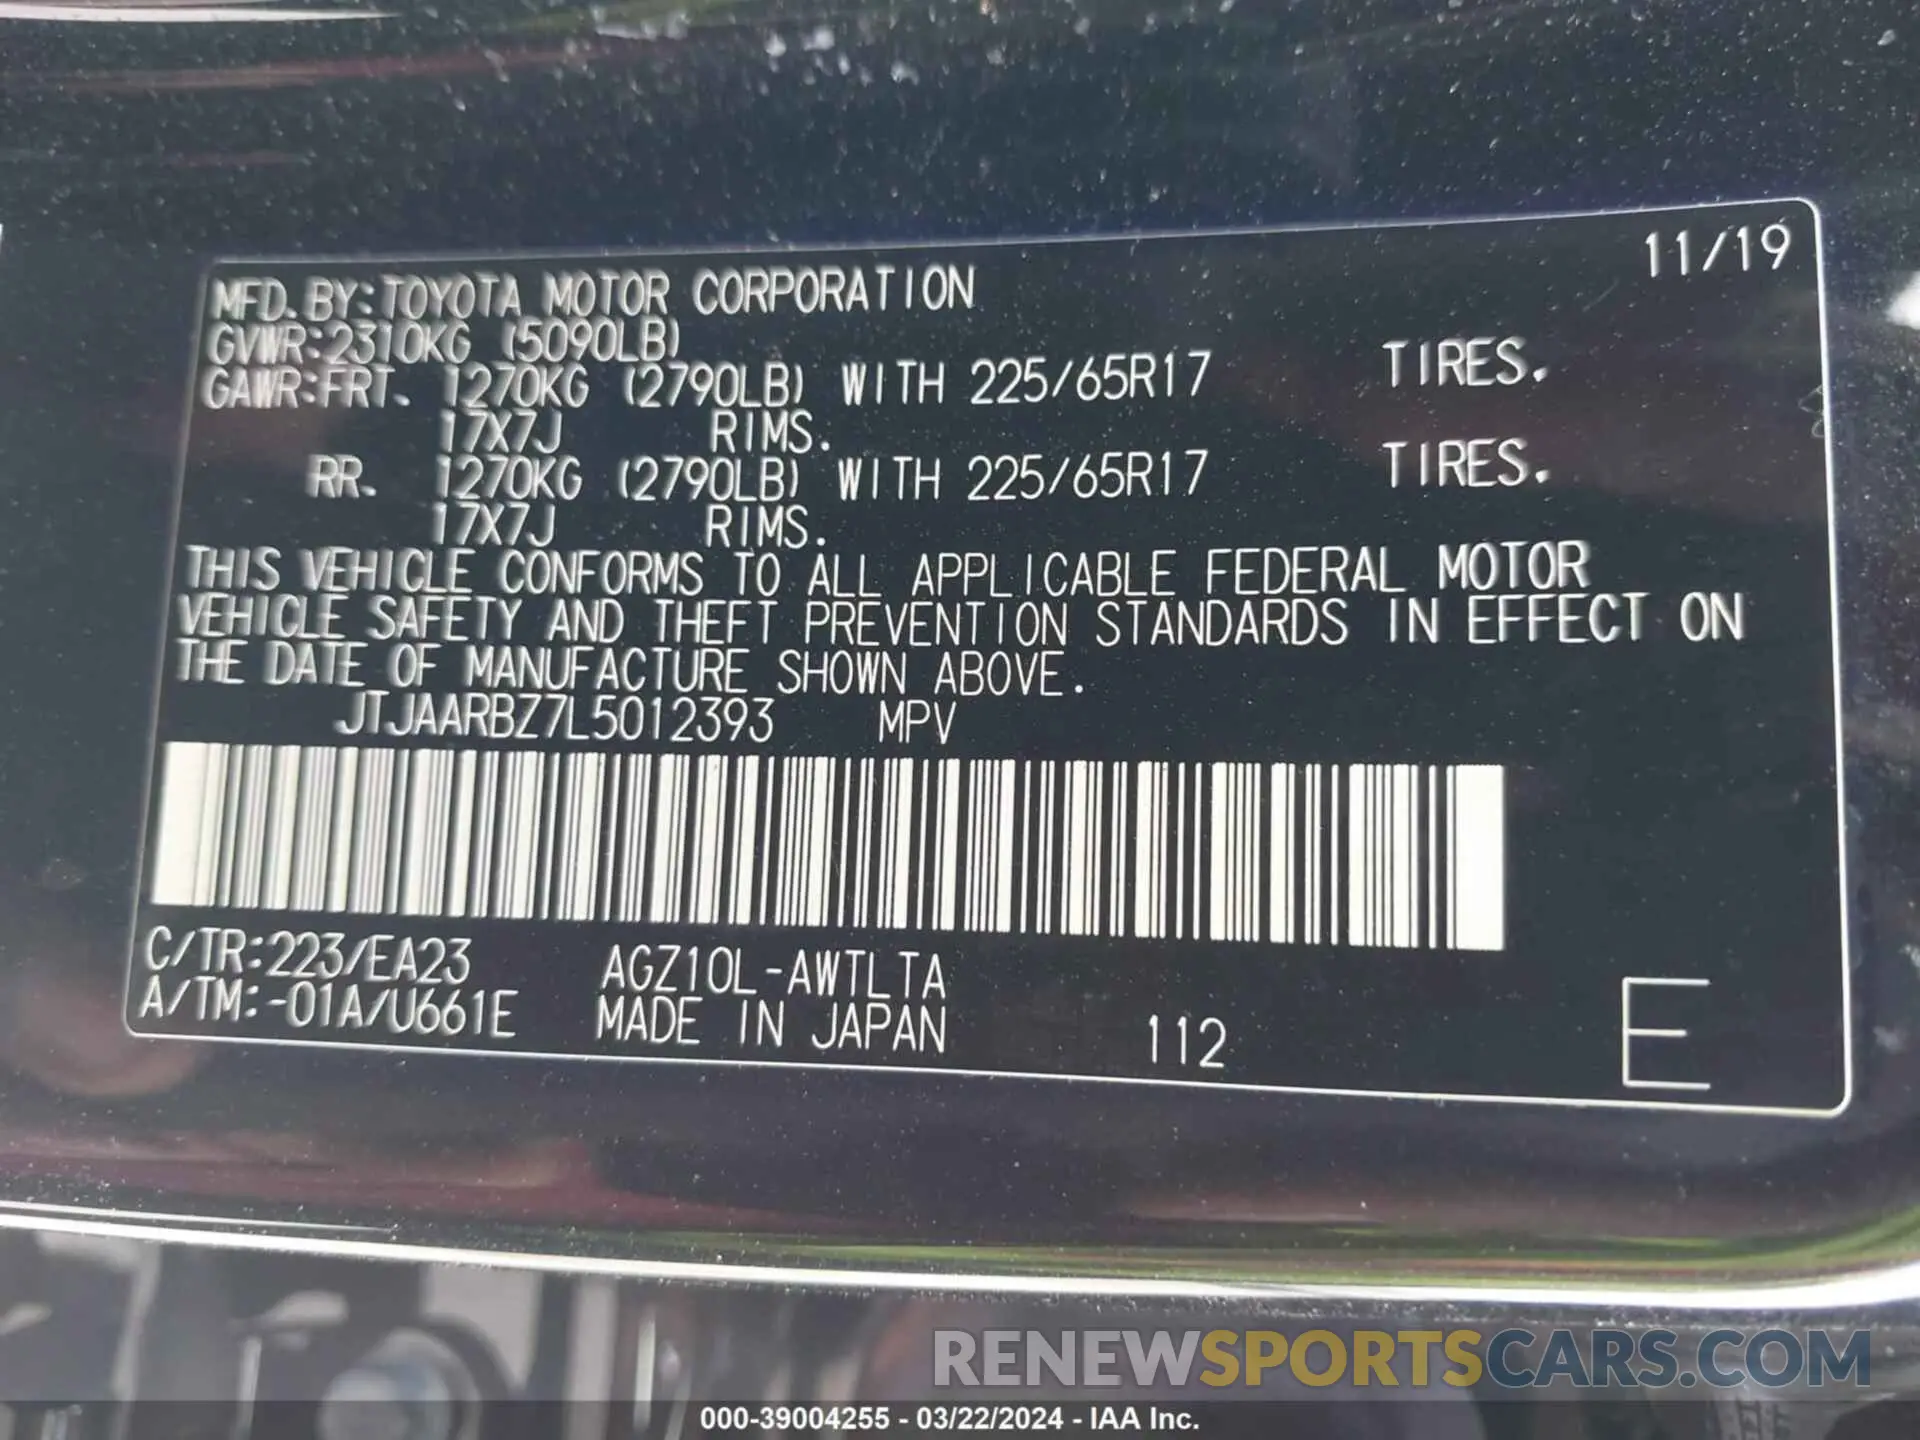 11/19
MFD. BY: TOYOTA MOTOR CORPORATION
GVWR: 2310KG (5090LB)
GAWR: FRT. 1270KG (2790LB) WITH 225/65R17 TIRES.
17X7J RIMS.
RR. 1270KG (2790LB) WITH 225/65R17 TIRES.
17X7J RIMS.
THIS VEHICLE CONFORMS TO ALL APPLICABLE FEDERAL MOTOR
VEHICLE SAFETY AND THEFT PREVENTION STANDARDS IN EFFECT ON
THE DATE OF MANUFACTURE SHOWN ABOVE.
JTJAARBZ7L5012393 MPV
C/TR: 223/EA23 AGZ10L-AWTLTA
A/TM: -01A/U661E MADE IN JAPAN 112 E
RENEWSPORTSCARS.COM
000-39004255 - 03/22/2024 - IAA Inc.